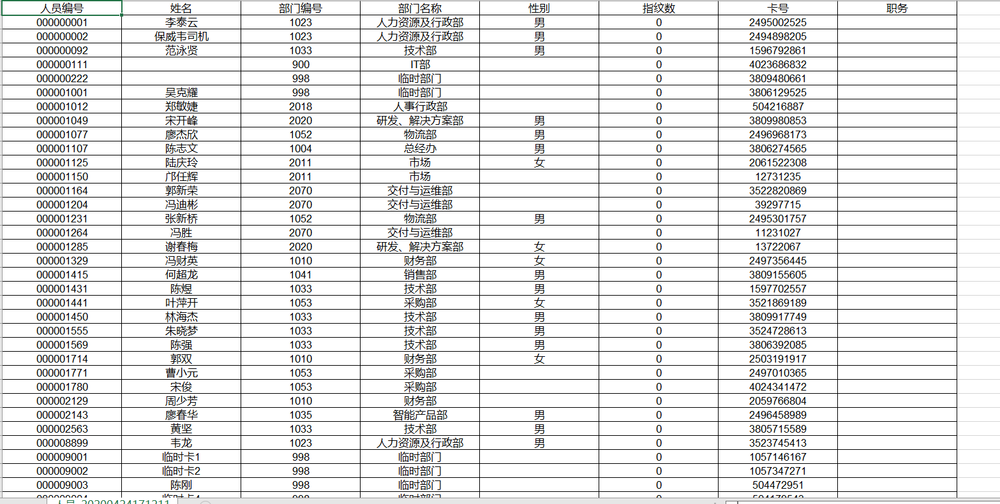 人员编号 姓名 部门编号 部门名称 性别 指纹数 卡号 职务
000000001 李泰云 1023 人力资源及行政部 男 0 2495002525
000000002 保威韦司机 1023 人力资源及行政部 男 0 2494898205
000000092 范泳贤 1033 技术部 男 0 1596792861
000000111 900 IT部 0 4023686832
000000222 998 临时部门 0 3809480661
000001001 吴克耀 998 临时部门 0 3806129525
000001012 郑敏婕 2018 人事行政部 0 504216887
000001049 宋开峰 2020 研发、解决方案部 男 0 3809980853
000001077 廖杰欣 1052 物流部 男 0 2496968173
000001107 陈志文 1004 总经办 男 0 3806274565
000001125 陆庆玲 2011 市场 女 0 2061522308
000001150 邝任辉 2011 市场 0 12731235
000001164 郭新荣 2070 交付与运维部 0 3522820869
000001204 冯迪彬 2070 交付与运维部 0 39297715
000001231 张新桥 1052 物流部 男 0 2495301757
000001264 冯胜 2070 交付与运维部 0 11231027
000001285 谢春梅 2020 研发、解决方案部 女 0 13722067
000001329 冯财英 1010 财务部 女 0 2497356445
000001415 何超龙 1041 销售部 男 0 3809155605
000001431 陈煜 1033 技术部 男 0 1597702557
000001441 叶萍开 1053 采购部 女 0 3521869189
000001450 林海杰 1033 技术部 男 0 3809917749
000001555 朱晓梦 1033 技术部 男 0 3524728613
000001569 陈强 1033 技术部 男 0 3806392085
000001714 郭双 1010 财务部 女 0 2503191917
000001771 曹小元 1053 采购部 0 2497010365
000001780 宋俊 1053 采购部 0 4024341472
000002129 周少芳 1010 财务部 0 2059766804
000002143 廖春华 1035 智能产品部 男 0 2496458989
000002563 黄坚 1033 技术部 男 0 3805715589
000008899 韦龙 1023 人力资源及行政部 男 0 3523745413
000009001 临时卡1 998 临时部门 0 1057146167
000009002 临时卡2 998 临时部门 0 1057347271
000009003 陈刚 998 临时部门 0 504472951
000009004 临时卡4 998 临时部门 0